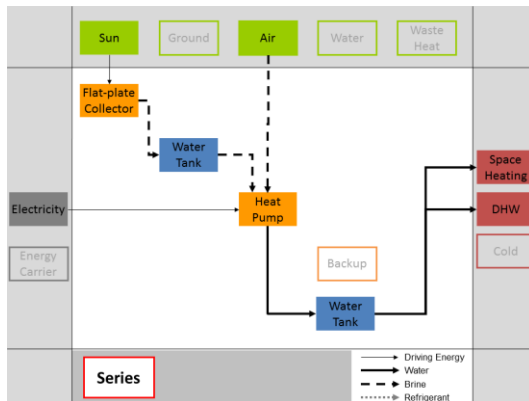 Sun
Ground
Air
Water
Waste
Heat
Flat-plate
Collector
Water
Tank
Space
Heating
Electricity
Heat
Pump
DHW
Energy
Carrier
Backup
Cold
Water
Tank
Series
Driving Energy
Water
Brine
Refrigerant